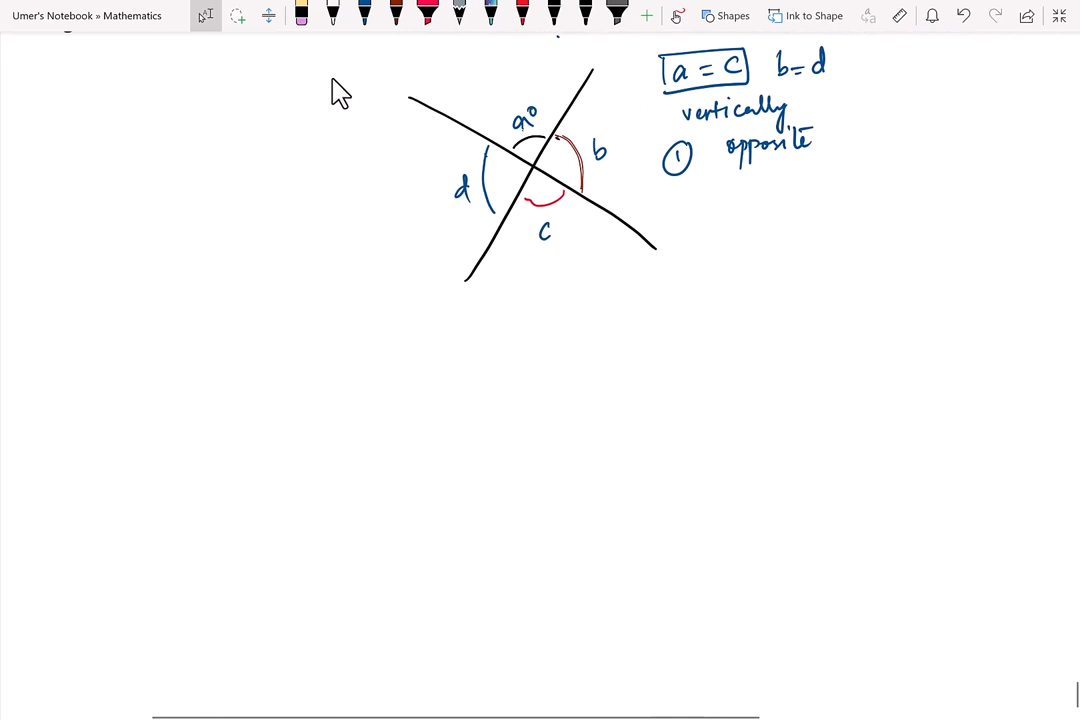 Umer's Notebook » Mathematics
Shapes
Ink to Shape
a = c b = d
vertically
① opposite
a°
b
d
c